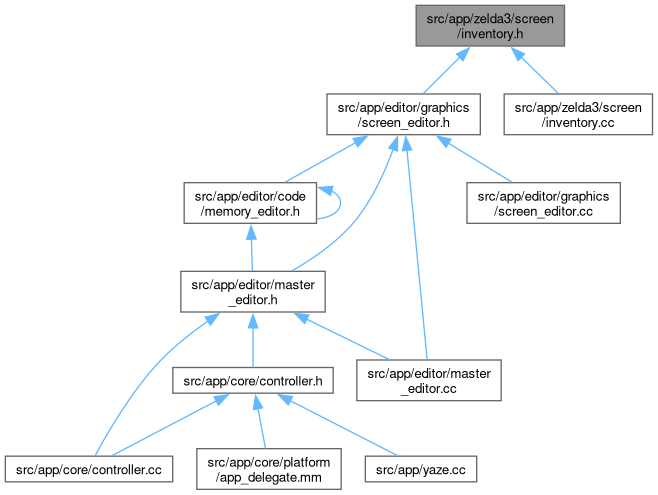 src/app/zelda3/screen
/inventory.h
src/app/editor/graphics
/screen_editor.h
src/app/zelda3/screen
/inventory.cc
src/app/editor/code
/memory_editor.h
src/app/editor/graphics
/screen_editor.cc
src/app/editor/master
_editor.h
src/app/core/controller.h
src/app/editor/master
_editor.cc
src/app/core/controller.cc
src/app/core/platform
/app_delegate.mm
src/app/yaze.cc